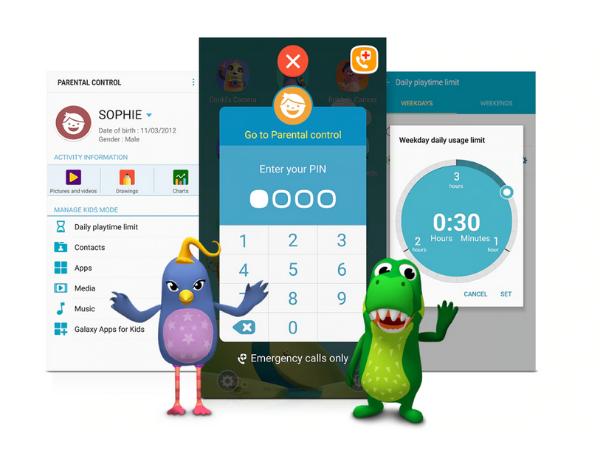 PARENTAL CONTROL
SOPHIE
Date of birth : 11/03/2012
Gender : Male
ACTIVITY INFORMATION
Pictures and videos
Drawings
Charts
MANAGE KIDS MODE
Daily playtime limit
Contacts
Apps
Media
Music
Galaxy Apps for Kids
Go to Parental control
Enter your PIN
1 2 3
4 5 6
7 8 9
0
Emergency calls only
Daily playtime limit
WEEKDAYS WEEKENDS
Weekday daily usage limit
3
hours
0:30
Hours Minutes
2
hours
1
hour
CANCEL SET